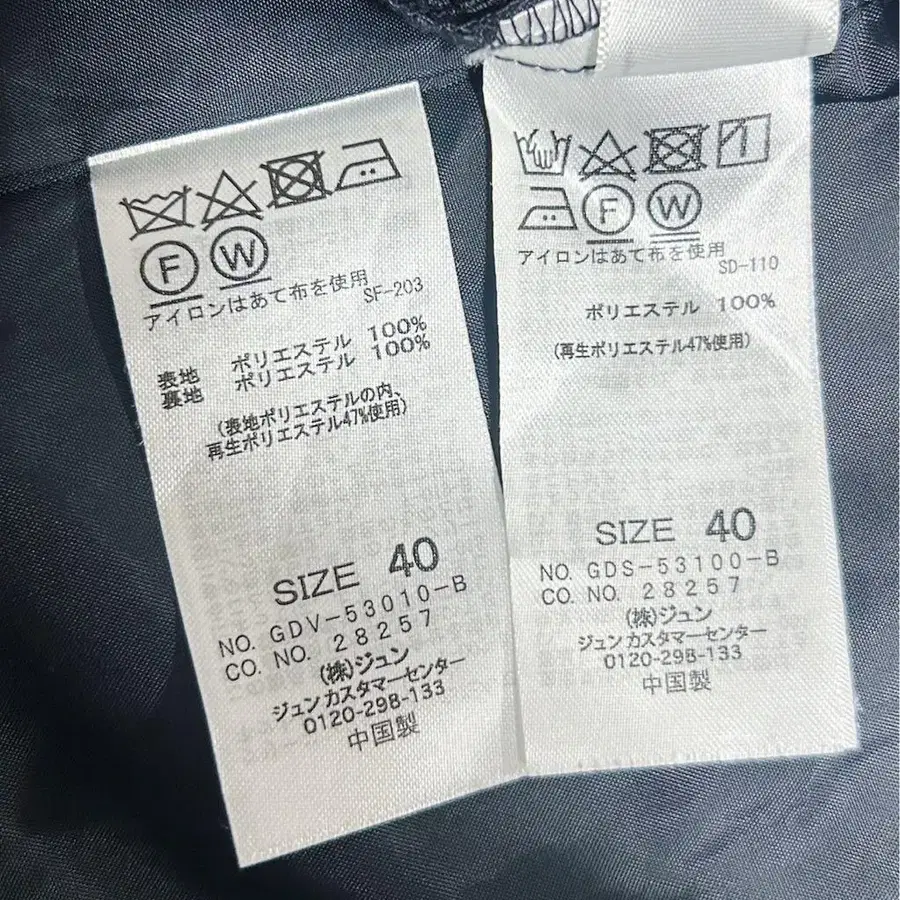 F W
アイロンはあて布を使用
SF-203
表地 ポリエステル 100%
裏地 ポリエステル 100%
(表地ポリエステルの内、
再生ポリエステル47%使用)
SIZE 40
NO. GDV-53010-B
CO. NO. 28257
(株)ジュン
ジュンカスタマーセンター
0120-298-133
中国製
F W
アイロンはあて布を使用
SD-110
ポリエステル 100%
(再生ポリエステル47%使用)
SIZE 40
NO. GDS-53100-B
CO. NO. 28257
(株)ジュン
ジュンカスタマーセンター
0120-298-133
中国製